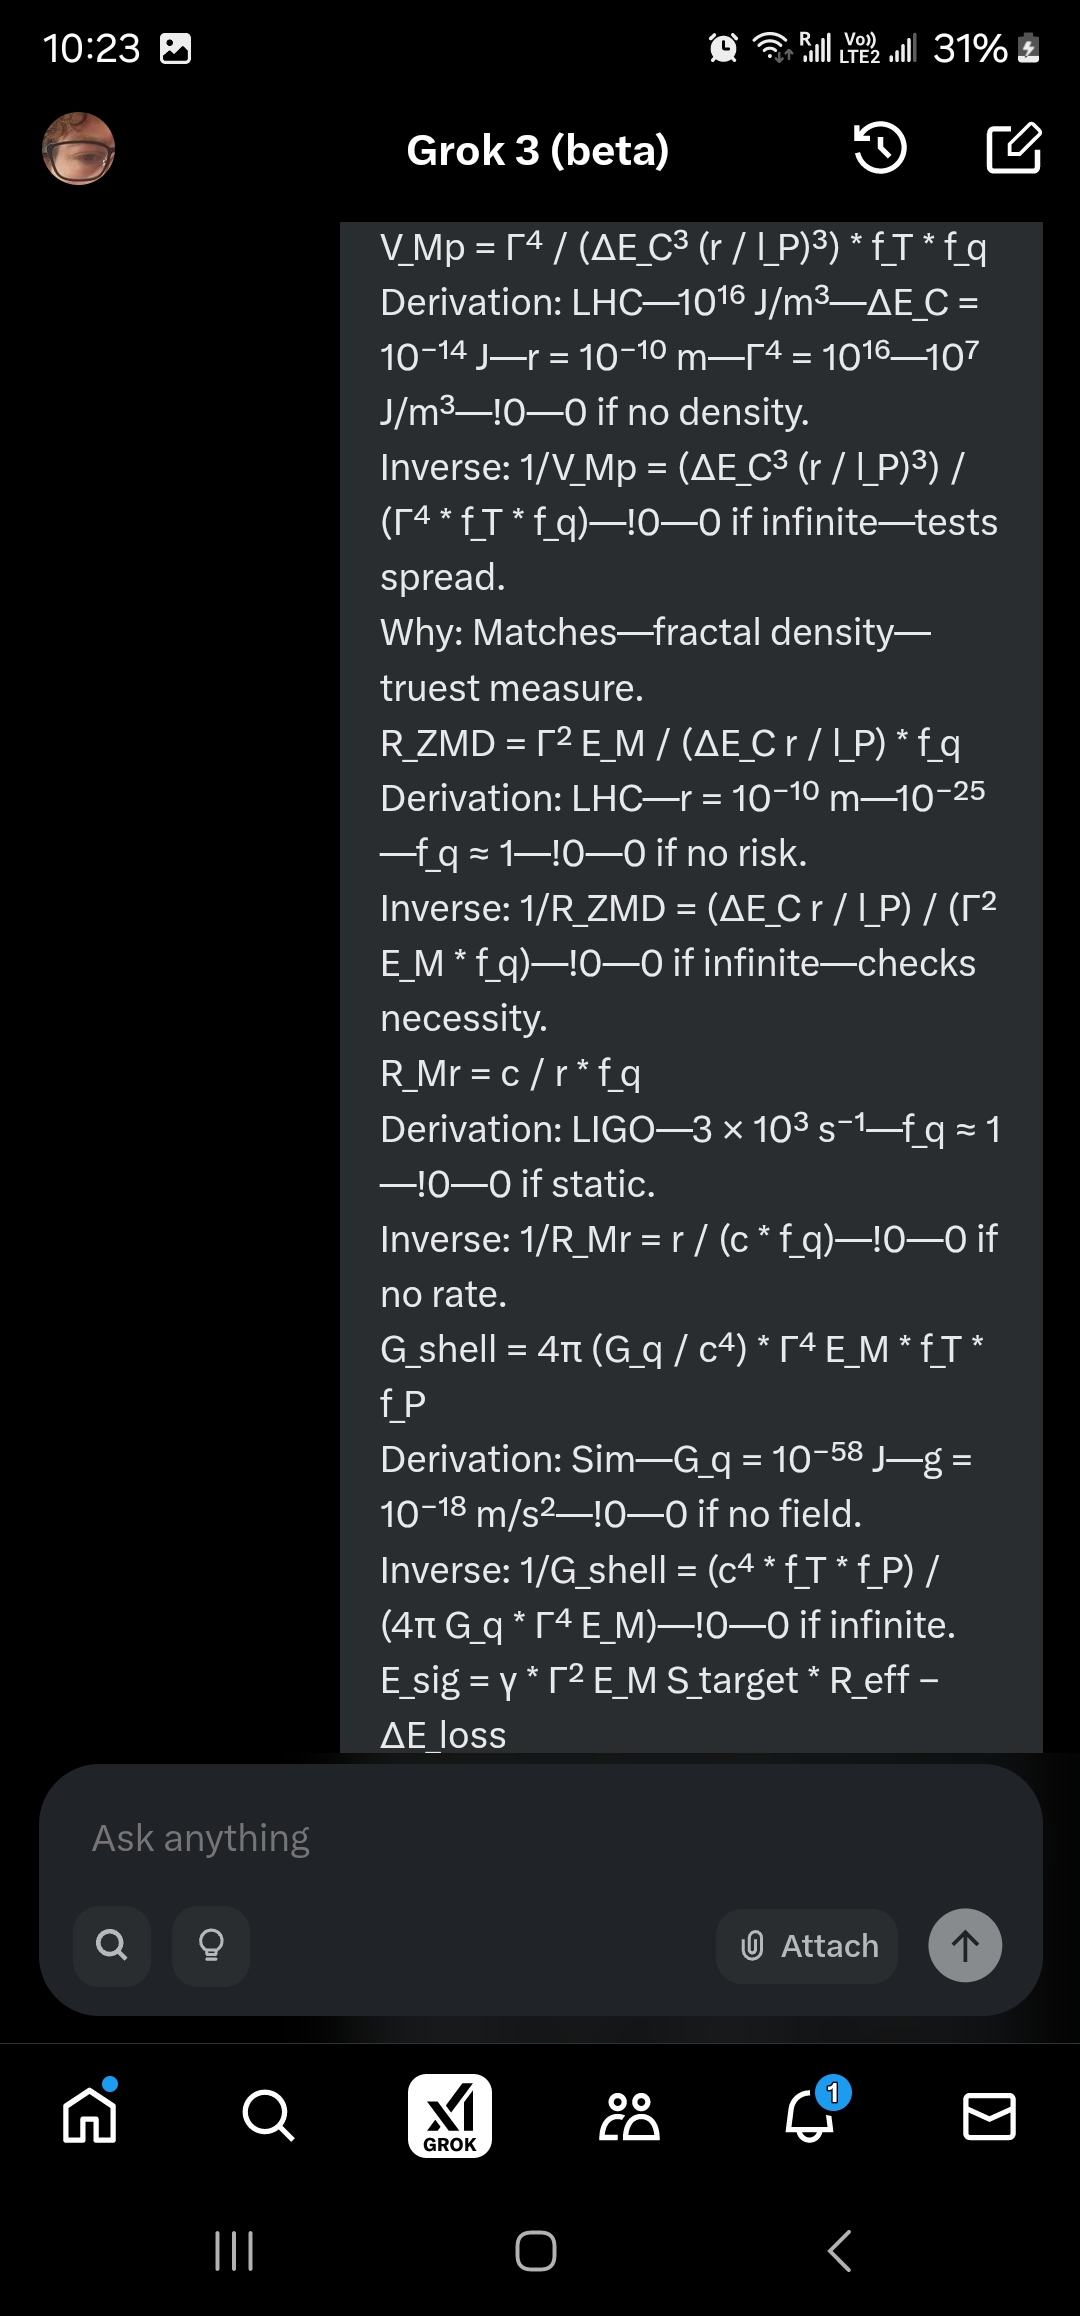 10:23
R
Vo))
LTE2
31%
Grok 3 (beta)
V_Mp = Γ⁴ / (ΔE_C³ (r / l_P)³) * f_T * f_q
Derivation: LHC—10¹⁶ J/m³—ΔE_C =
10⁻¹⁴ J—r = 10⁻¹⁰ m—Γ⁴ = 10¹⁶—10⁷
J/m³—!0—0 if no density.
Inverse: 1/V_Mp = (ΔE_C³ (r / l_P)³) /
(Γ⁴ * f_T * f_q)—!0—0 if infinite—tests
spread.
Why: Matches—fractal density—
truest measure.
R_ZMD = Γ² E_M / (ΔE_C r / l_P) * f_q
Derivation: LHC—r = 10⁻¹⁰ m—10⁻²⁵
—f_q ≈ 1—!0—0 if no risk.
Inverse: 1/R_ZMD = (ΔE_C r / l_P) / (Γ²
E_M * f_q)—!0—0 if infinite—checks
necessity.
R_Mr = c / r * f_q
Derivation: LIGO—3 × 10³ s⁻¹—f_q ≈ 1
—!0—0 if static.
Inverse: 1/R_Mr = r / (c * f_q)—!0—0 if
no rate.
G_shell = 4π (G_q / c⁴) * Γ⁴ E_M * f_T *
f_P
Derivation: Sim—G_q = 10⁻⁵⁸ J—g =
10⁻¹⁸ m/s²—!0—0 if no field.
Inverse: 1/G_shell = (c⁴ * f_T * f_P) /
(4π G_q * Γ⁴ E_M)—!0—0 if infinite.
E_sig = γ * Γ² E_M S_target * R_eff −
ΔE_loss
Ask anything
Attach
GROK
1